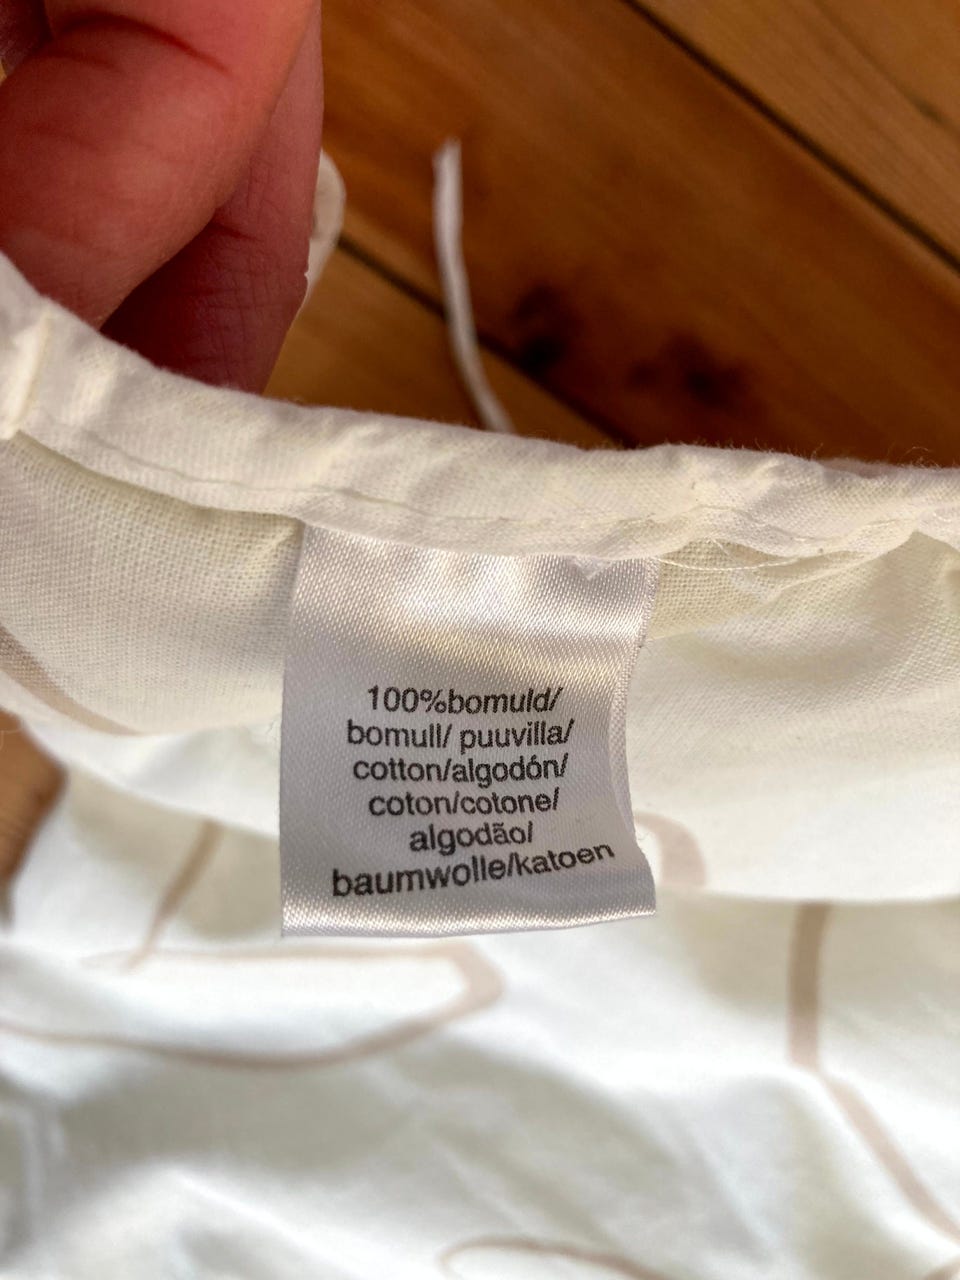 100%bomuld/
bomull/ puuvilla/
cotton/algodón/
coton/cotone/
algodão/
baumwolle/katoen